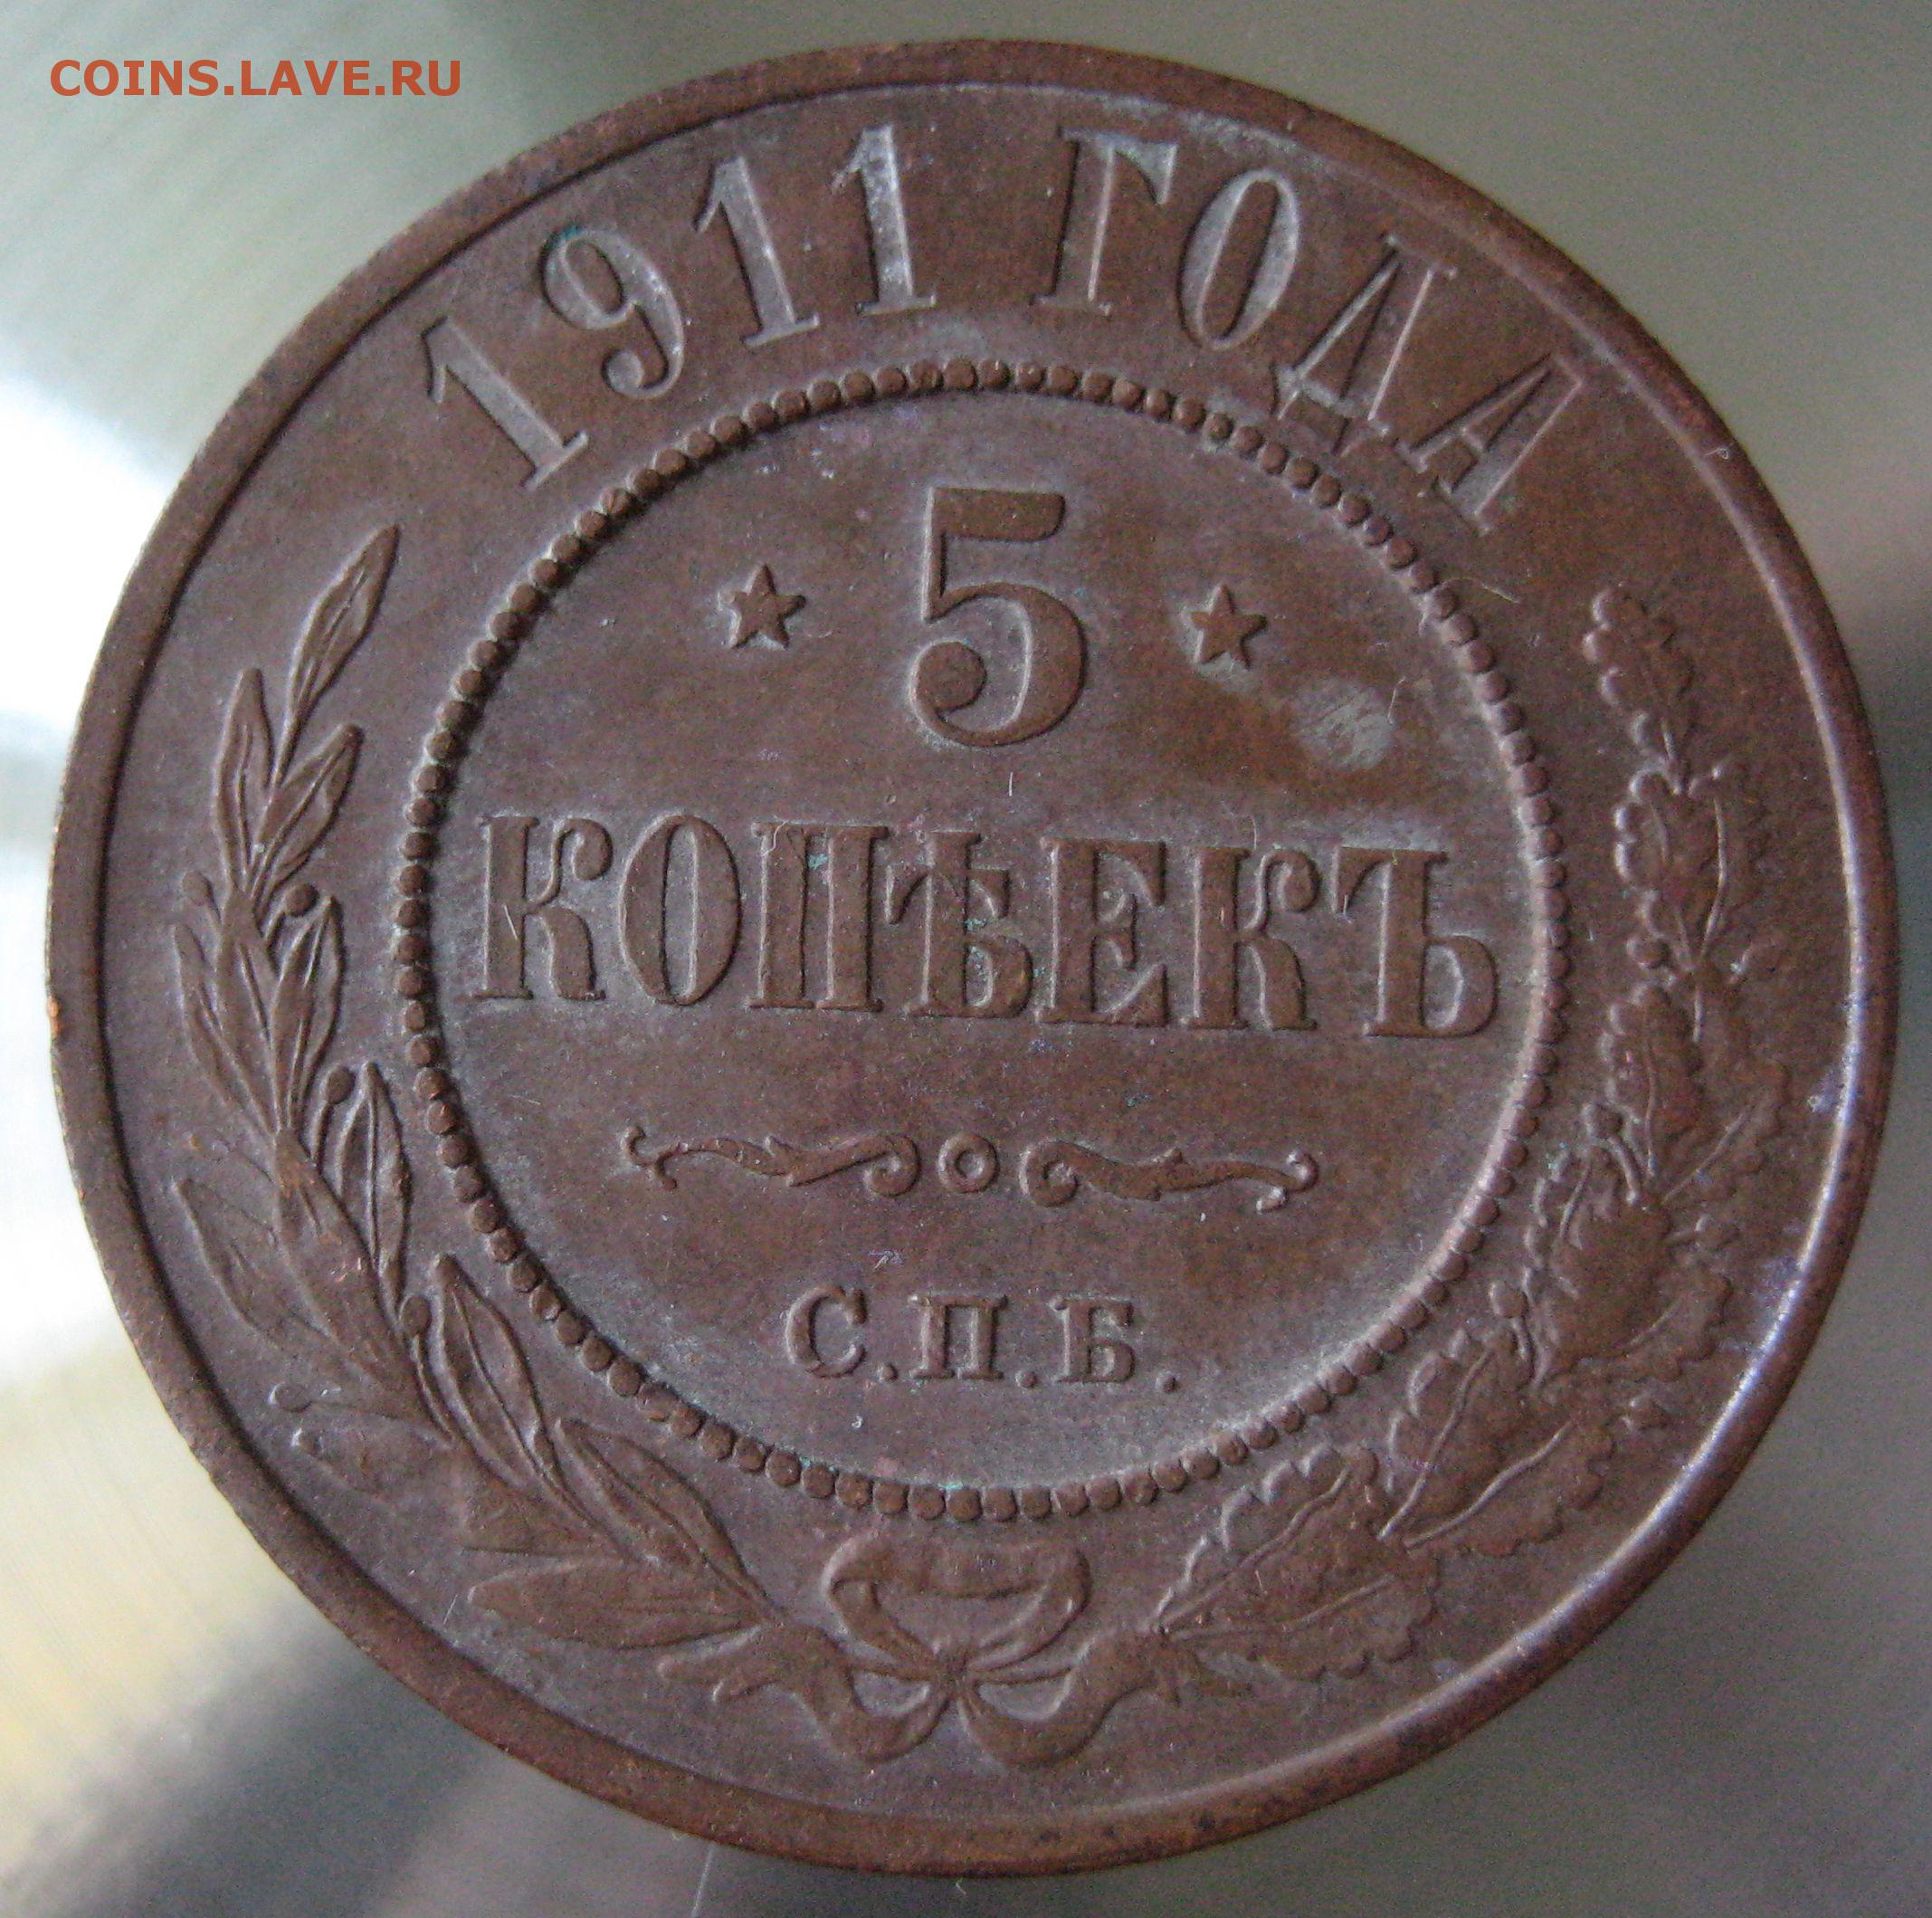 COINS.LAVE.RU
1911 ГОДА
5
КОПѢЕКЪ
С.П.Б.